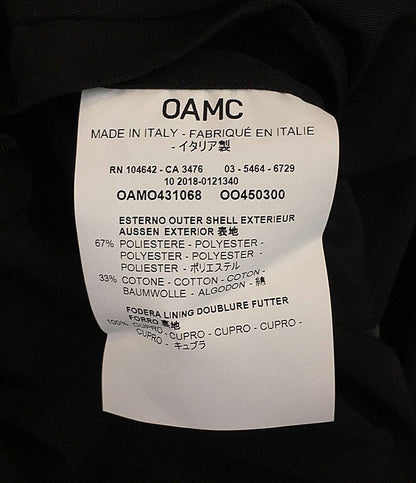 OAMC
MADE IN ITALY - FABRIQUÉ EN ITALIE
- イタリア製
RN 104642 - CA 3476 03 - 5464 - 6729
10 2018-0121340
OAMO431068 OO450300
ESTERNO OUTER SHELL EXTERIEUR
AUSSEN EXTERIOR 表地
67% POLIESTERE - POLYESTER -
POLYESTER - POLYESTER -
POLIESTER - ポリエステル
33% COTONE - COTTON - COTON -
BAUMWOLLE - ALGODON - 綿
FODERA LINING DOUBLURE FUTTER
FORRO 裏地
100% CUPRO - CUPRO - CUPRO - CUPRO -
CUPRO - キュプラ